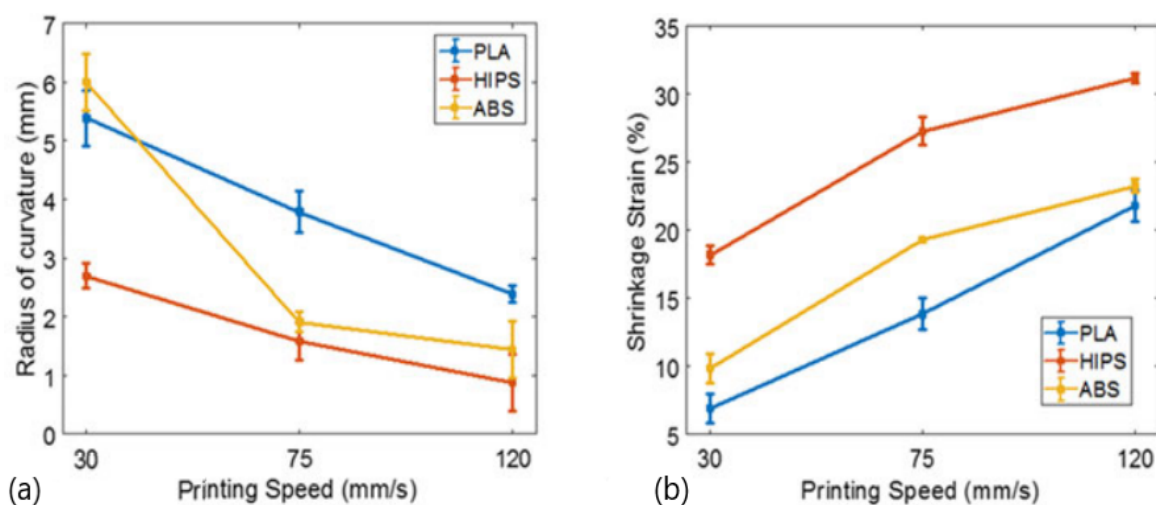 7
6
5
4
3
2
1
0
Radius of curvature (mm)
PLA
HIPS
ABS
30
75
120
Printing Speed (mm/s)
(a)
35
30
25
20
15
10
5
Shrinkage Strain (%)
PLA
HIPS
ABS
30
75
120
Printing Speed (mm/s)
(b)